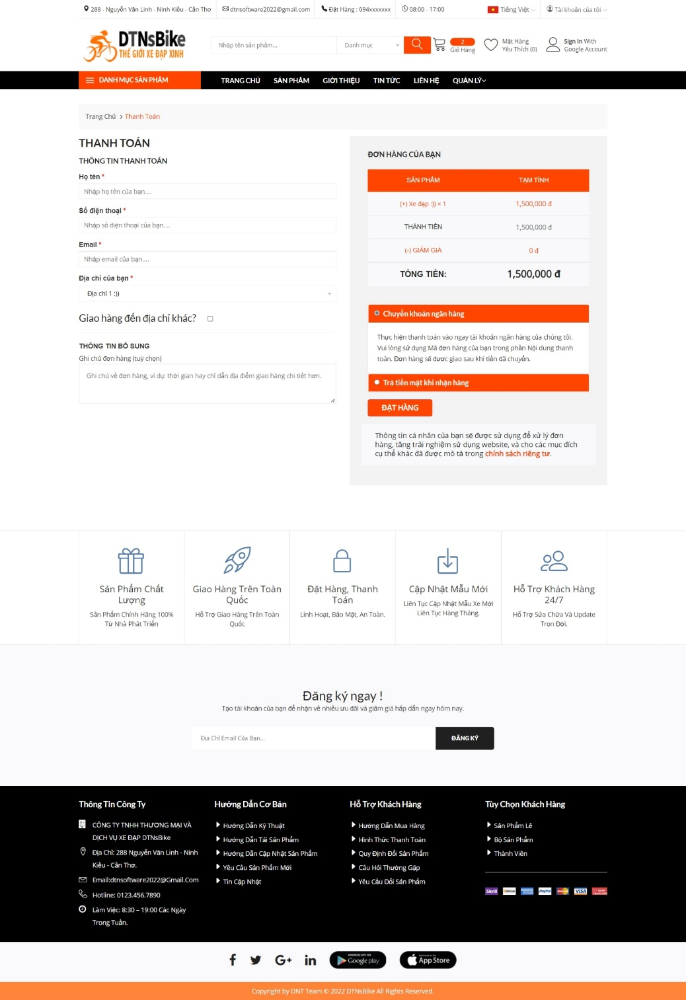 288 - Nguyễn Văn Linh - Ninh Kiều - Cần Thơ
dtnsoftware2022@gmail.com
Đặt Hàng : 094xxxxxxx
08:00 - 17:00
Tiếng Việt
Tài khoản của tôi
DTNsBike
THẾ GIỚI XE ĐẠP XINH
Nhập tên sản phẩm...
Danh mục
2
Giỏ Hàng
Mặt Hàng
Yêu Thích (0)
Sign In With
Google Account
DANH MỤC SẢN PHẨM
TRANG CHỦ
SẢN PHẨM
GIỚI THIỆU
TIN TỨC
LIÊN HỆ
QUẢN LÝ
Trang Chủ > Thanh Toán
THANH TOÁN
THÔNG TIN THANH TOÁN
Họ tên *
Nhập họ tên của bạn....
Số điện thoại *
Nhập số điện thoại của bạn....
Email *
Nhập email của bạn....
Địa chỉ của bạn *
Địa chỉ 1 :))
Giao hàng đến địa chỉ khác?
THÔNG TIN BỔ SUNG
Ghi chú đơn hàng (tuỳ chọn)
Ghi chú về đơn hàng, ví dụ: thời gian hay chỉ dẫn địa điểm giao hàng chi tiết hơn.
ĐƠN HÀNG CỦA BẠN
SẢN PHẨM TẠM TÍNH
(+) Xe đạp :)) × 1 1,500,000 đ
THÀNH TIỀN 1,500,000 đ
(-) GIẢM GIÁ 0 đ
TỔNG TIỀN: 1,500,000 đ
Chuyển khoản ngân hàng
Thực hiện thanh toán vào ngay tài khoản ngân hàng của chúng tôi.
Vui lòng sử dụng Mã đơn hàng của bạn trong phần Nội dung thanh
toán. Đơn hàng sẽ được giao sau khi tiền đã chuyển.
Trả tiền mặt khi nhận hàng
ĐẶT HÀNG
Thông tin cá nhân của bạn sẽ được sử dụng để xử lý đơn
hàng, tăng trải nghiệm sử dụng website, và cho các mục đích
cụ thể khác đã được mô tả trong chính sách riêng tư.
Sản Phẩm Chất
Lượng
Sản Phẩm Chính Hãng 100%
Từ Nhà Phát Triển
Giao Hàng Trên Toàn
Quốc
Hỗ Trợ Giao Hàng Trên Toàn
Quốc
Đặt Hàng, Thanh
Toán
Linh Hoạt, Bảo Mật, An Toàn.
Cập Nhật Mẫu Mới
Liên Tục Cập Nhật Mẫu Xe Mới
Liên Tục Hàng Tháng.
Hỗ Trợ Khách Hàng
24/7
Hỗ Trợ Sửa Chữa Và Update
Trọn Đời.
Đăng ký ngay !
Tạo tài khoản của bạn để nhận về nhiều ưu đãi và giảm giá hấp dẫn ngay hôm nay.
Địa Chỉ Email Của Bạn...
ĐĂNG KÝ
Thông Tin Công Ty
CÔNG TY TNHH THƯƠNG MẠI VÀ
DỊCH VỤ XE ĐẠP DTNsBike
Địa Chỉ: 288 Nguyễn Văn Linh - Ninh
Kiều - Cần Thơ.
Email:dtnsoftware2022@Gmail.Com
Hotline: 0123.456.7890
Làm Việc: 8:30 – 19:00 Các Ngày
Trong Tuần.
Hướng Dẫn Cơ Bản
Hướng Dẫn Kỹ Thuật
Hướng Dẫn Tải Sản Phẩm
Hướng Dẫn Cập Nhật Sản Phẩm
Yêu Cầu Sản Phẩm Mới
Tin Cập Nhật
Hỗ Trợ Khách Hàng
Hướng Dẫn Mua Hàng
Hình Thức Thanh Toán
Quy Định Đổi Sản Phẩm
Câu Hỏi Thường Gặp
Yêu Cầu Đổi Sản Phẩm
Tùy Chọn Khách Hàng
Sản Phẩm Lẻ
Bộ Sản Phẩm
Thành Viên
Skrill
Bitcoin
PayPal
VISA
BANK TRANSFER
ANDROID APP ON
Google play
Download on the
App Store
Copyright by DNT Team © 2022 DTNsBike All Rights Reserved.